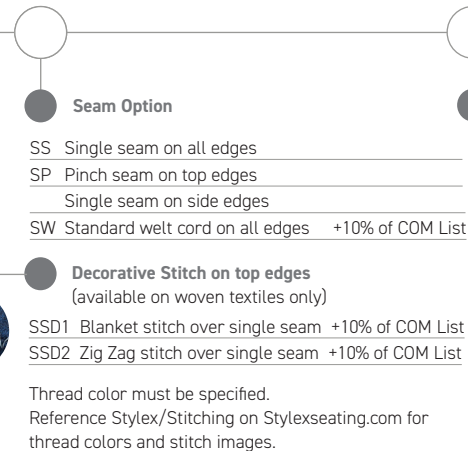 Seam Option
SS Single seam on all edges
SP Pinch seam on top edges
Single seam on side edges
SW Standard welt cord on all edges +10% of COM List
Decorative Stitch on top edges
(available on woven textiles only)
SSD1 Blanket stitch over single seam +10% of COM List
SSD2 Zig Zag stitch over single seam +10% of COM List
Thread color must be specified.
Reference Stylex/Stitching on Stylexseating.com for
thread colors and stitch images.